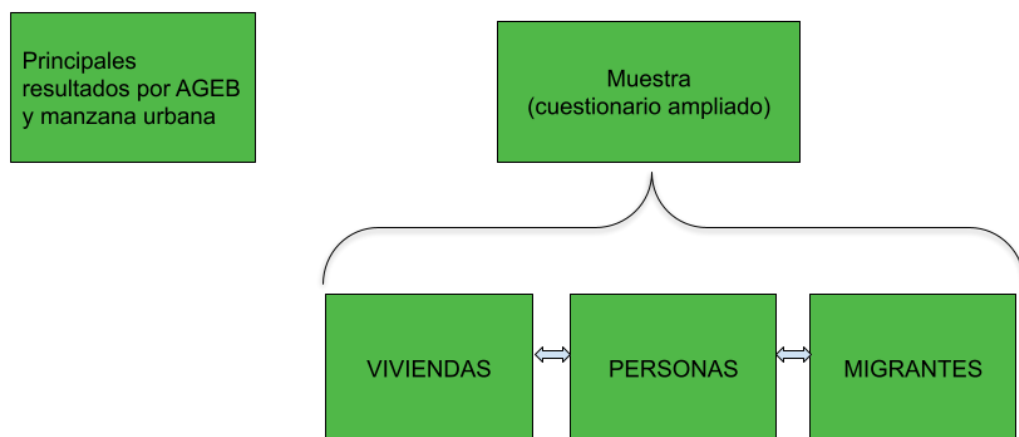 Principales
resultados por AGEB
y manzana urbana
Muestra
(cuestionario ampliado)
VIVIENDAS
PERSONAS
MIGRANTES